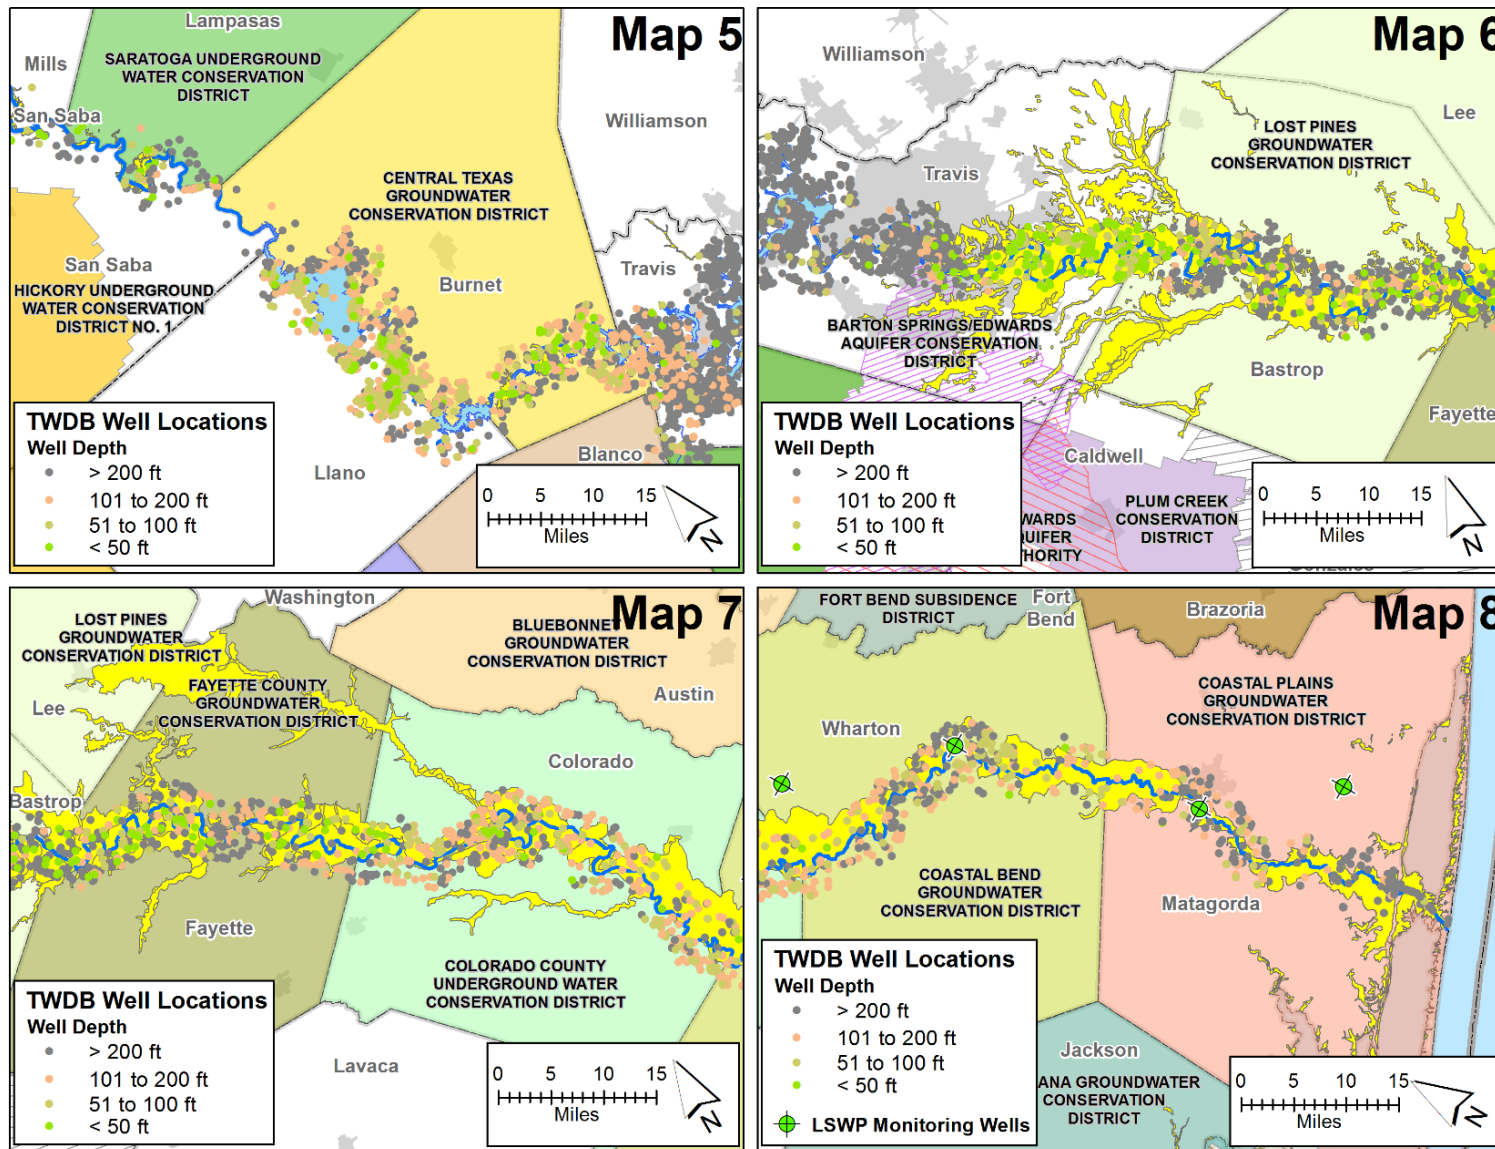 Map 5
Lampasas
Mills
SARATOGA UNDERGROUND
WATER CONSERVATION
DISTRICT
San Saba
Williamson
CENTRAL TEXAS
GROUNDWATER
CONSERVATION DISTRICT
San Saba
HICKORY UNDERGROUND
WATER CONSERVATION
DISTRICT NO. 1
Burnet
Travis
Llano
Blanco
TWDB Well Locations
Well Depth
> 200 ft
101 to 200 ft
51 to 100 ft
< 50 ft
0 5 10 15
Miles
N
Map 6
Williamson
Lee
LOST PINES
GROUNDWATER
CONSERVATION DISTRICT
Travis
BARTON SPRINGS/EDWARDS
AQUIFER CONSERVATION
DISTRICT
Bastrop
Fayette
Caldwell
PLUM CREEK
CONSERVATION
DISTRICT
WARDS
QUIFER
THORITY
TWDB Well Locations
Well Depth
> 200 ft
101 to 200 ft
51 to 100 ft
< 50 ft
0 5 10 15
Miles
N
Map 7
Washington
LOST PINES
GROUNDWATER
CONSERVATION DISTRICT
BLUEBONNET
GROUNDWATER
CONSERVATION DISTRICT
FAYETTE COUNTY
GROUNDWATER
CONSERVATION DISTRICT
Lee
Austin
Colorado
Bastrop
Fayette
COLORADO COUNTY
UNDERGROUND WATER
CONSERVATION DISTRICT
Lavaca
TWDB Well Locations
Well Depth
> 200 ft
101 to 200 ft
51 to 100 ft
< 50 ft
0 5 10 15
Miles
N
Map 8
FORT BEND SUBSIDENCE
DISTRICT
Fort
Bend
Brazoria
COASTAL PLAINS
GROUNDWATER
CONSERVATION DISTRICT
Wharton
COASTAL BEND
GROUNDWATER
CONSERVATION DISTRICT
Matagorda
Jackson
ANA GROUNDWATER
CONSERVATION
DISTRICT
TWDB Well Locations
Well Depth
> 200 ft
101 to 200 ft
51 to 100 ft
< 50 ft
LSWP Monitoring Wells
0 5 10 15
Miles
N